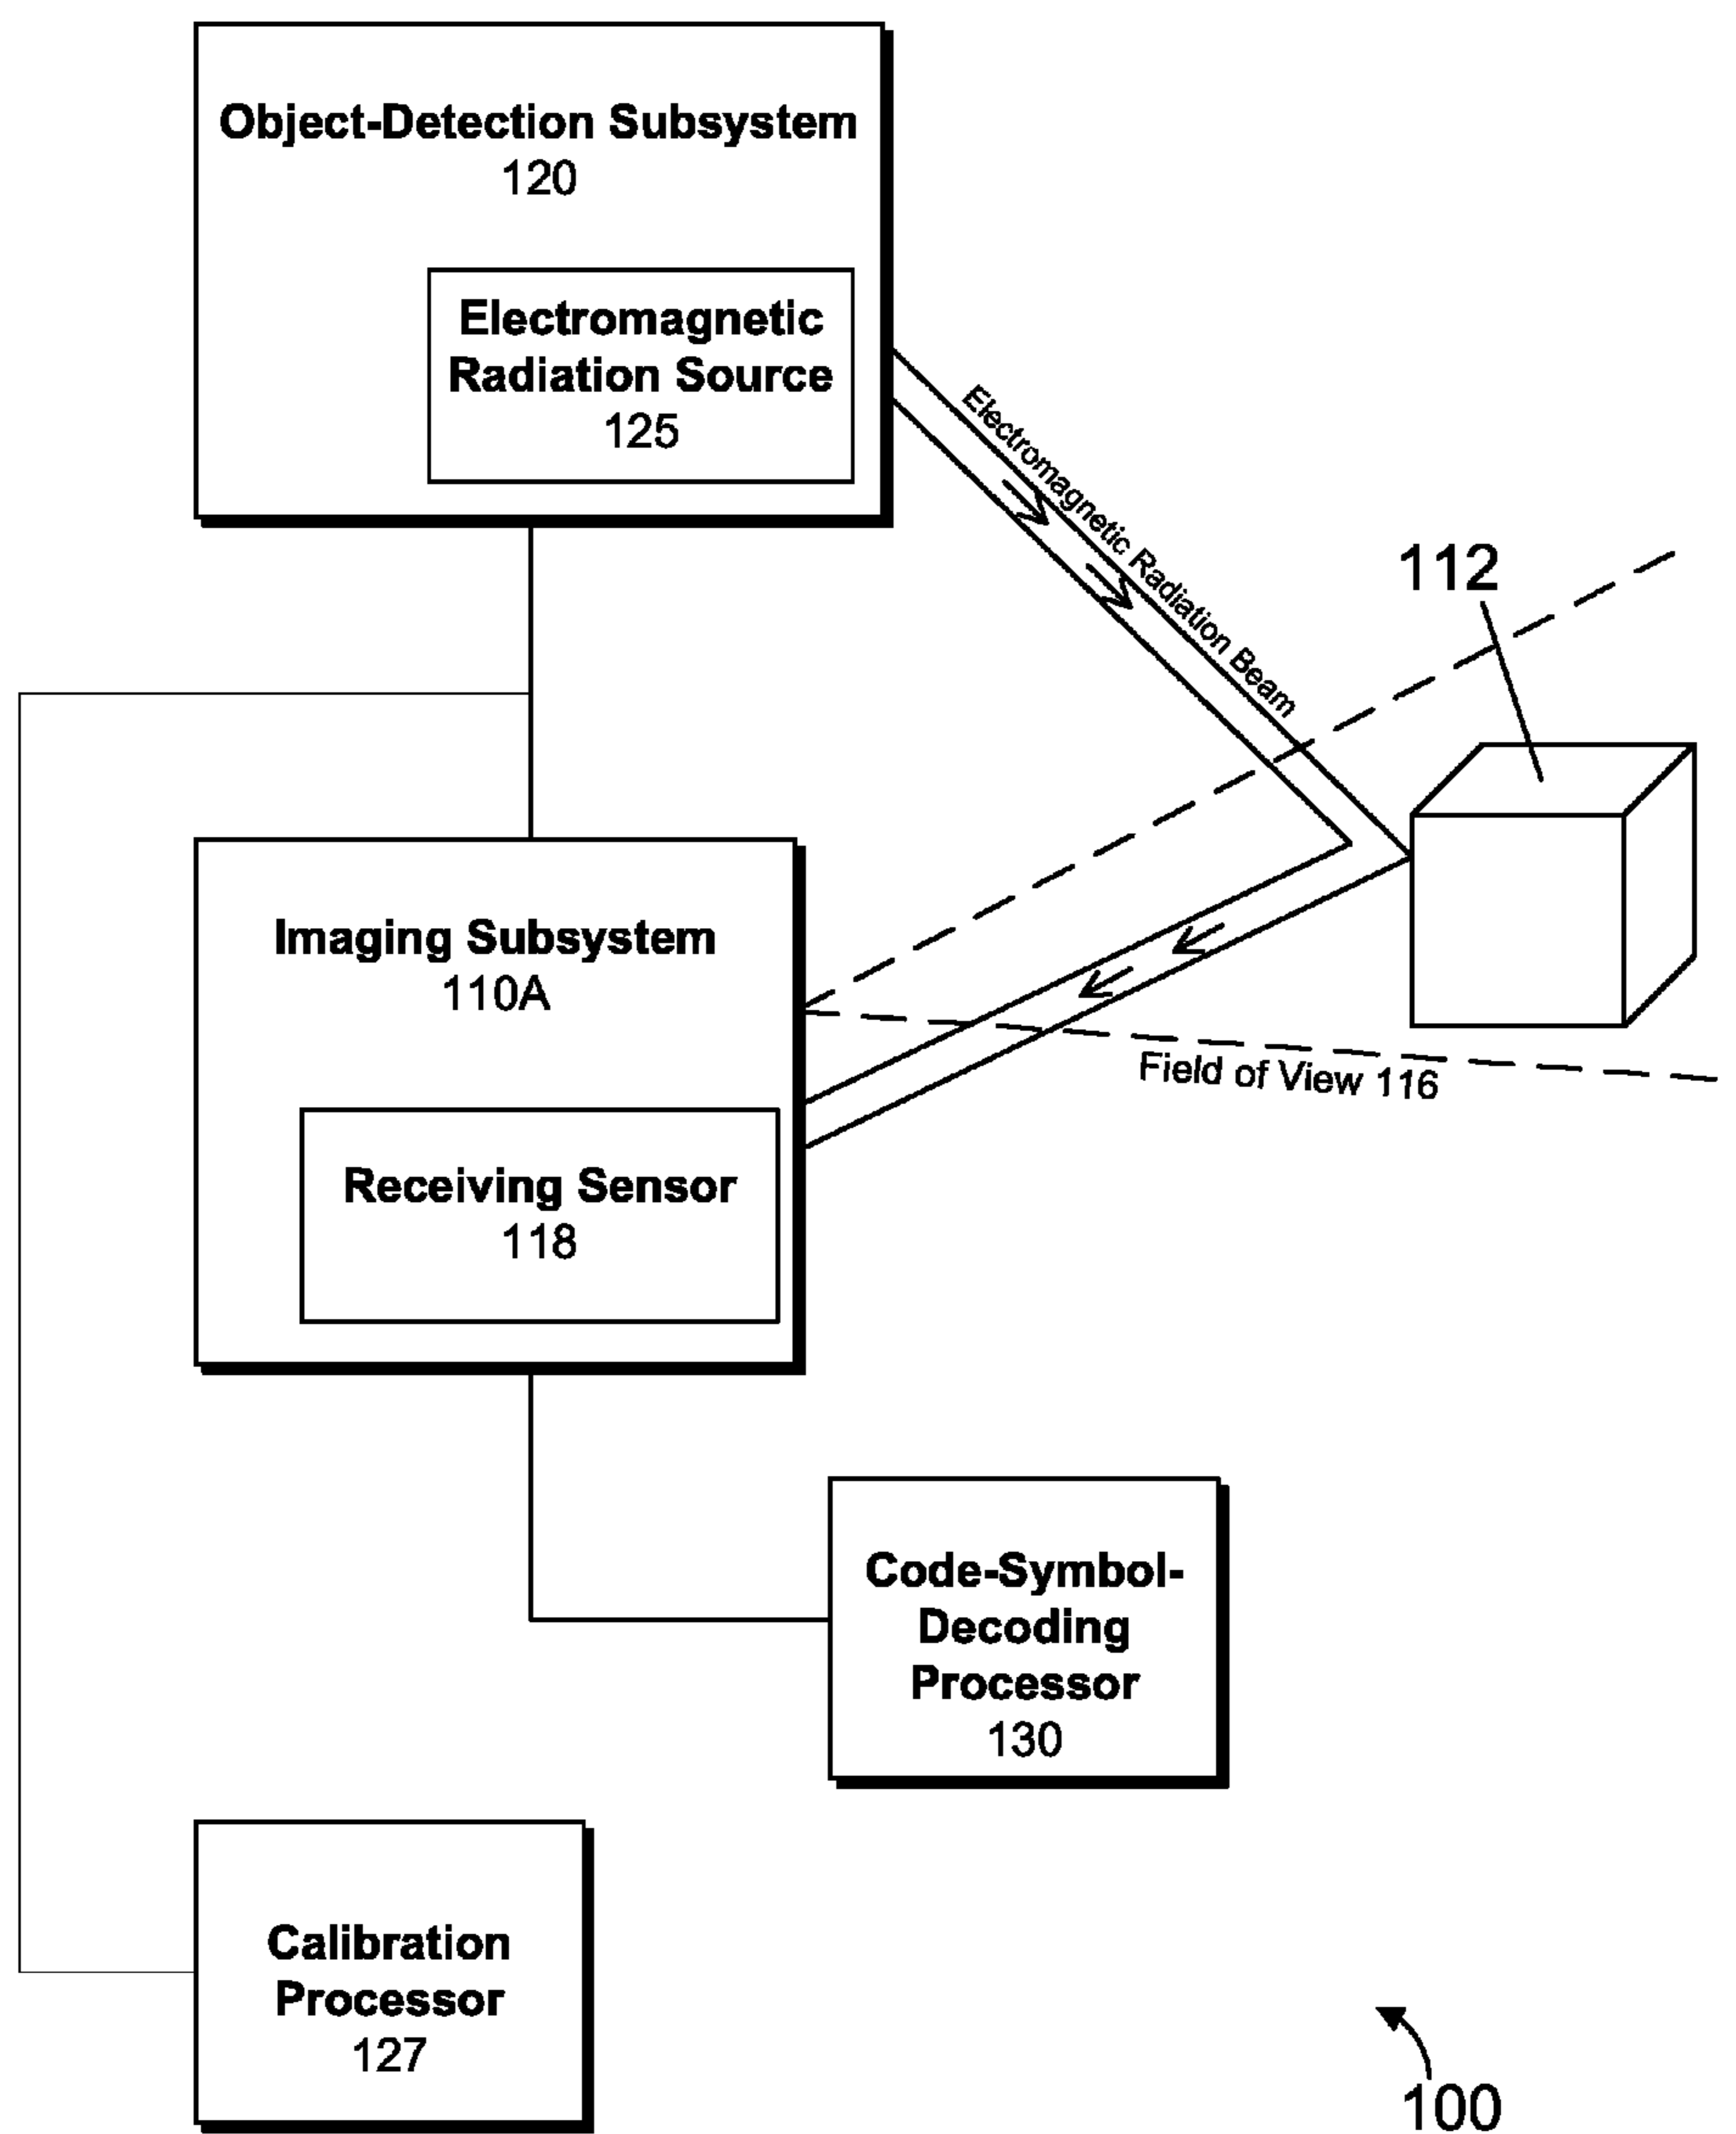 Object-Detection Subsystem
120
Electromagnetic
Radiation Source
125
Electromagnetic Radiation Beam
112
Imaging Subsystem
110A
Field of View 116
Receiving Sensor
118
Code-Symbol-
Decoding
Processor
130
Calibration
Processor
127
100